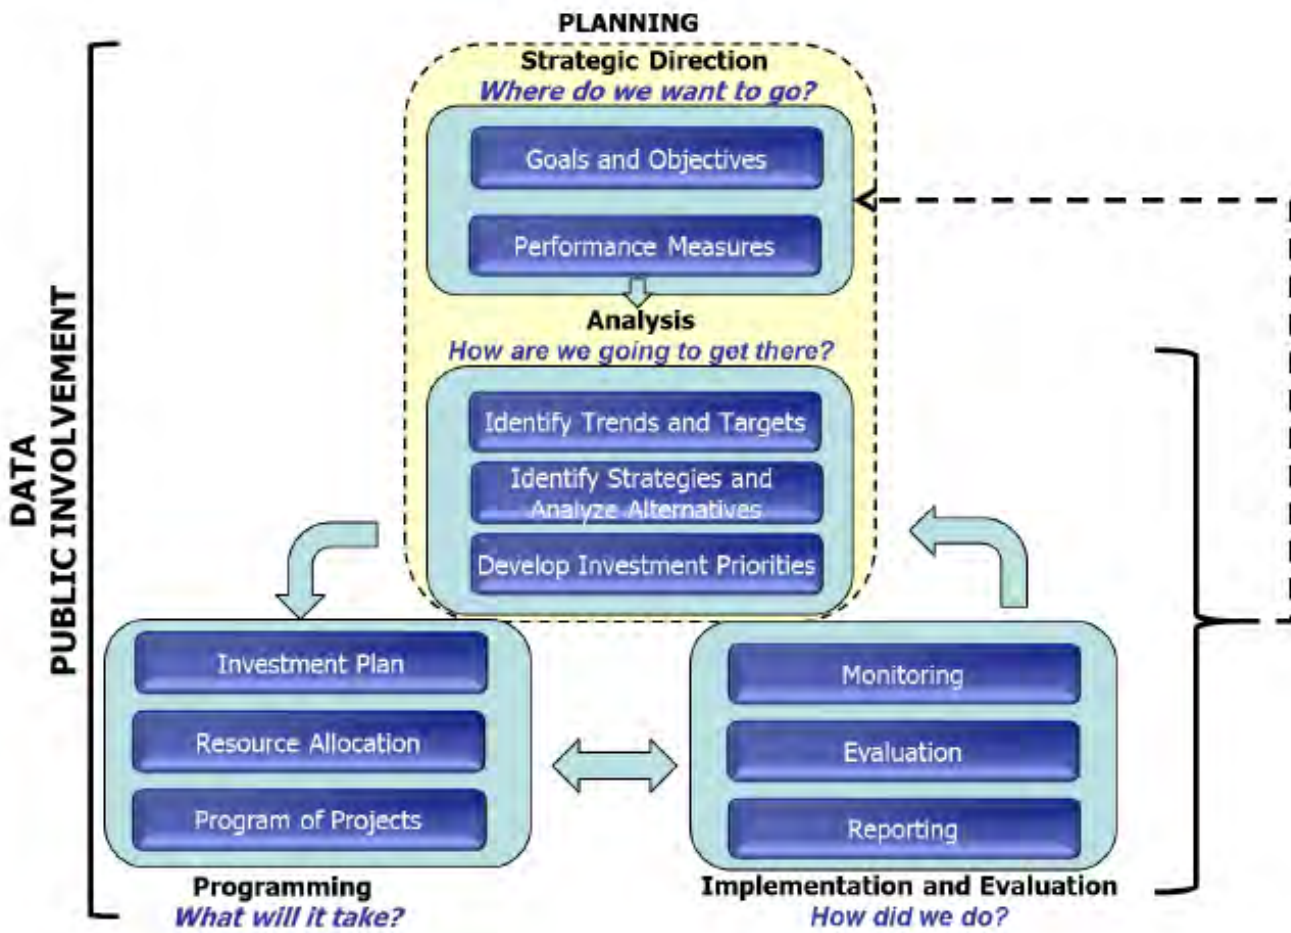 PLANNING
Strategic Direction
Where do we want to go?
Goals and Objectives
Performance Measures
Analysis
How are we going to get there?
Identify Trends and Targets
Identify Strategies and
Analyze Alternatives
Develop Investment Priorities
DATA
PUBLIC INVOLVEMENT
Investment Plan
Resource Allocation
Program of Projects
Programming
What will it take?
Monitoring
Evaluation
Reporting
Implementation and Evaluation
How did we do?